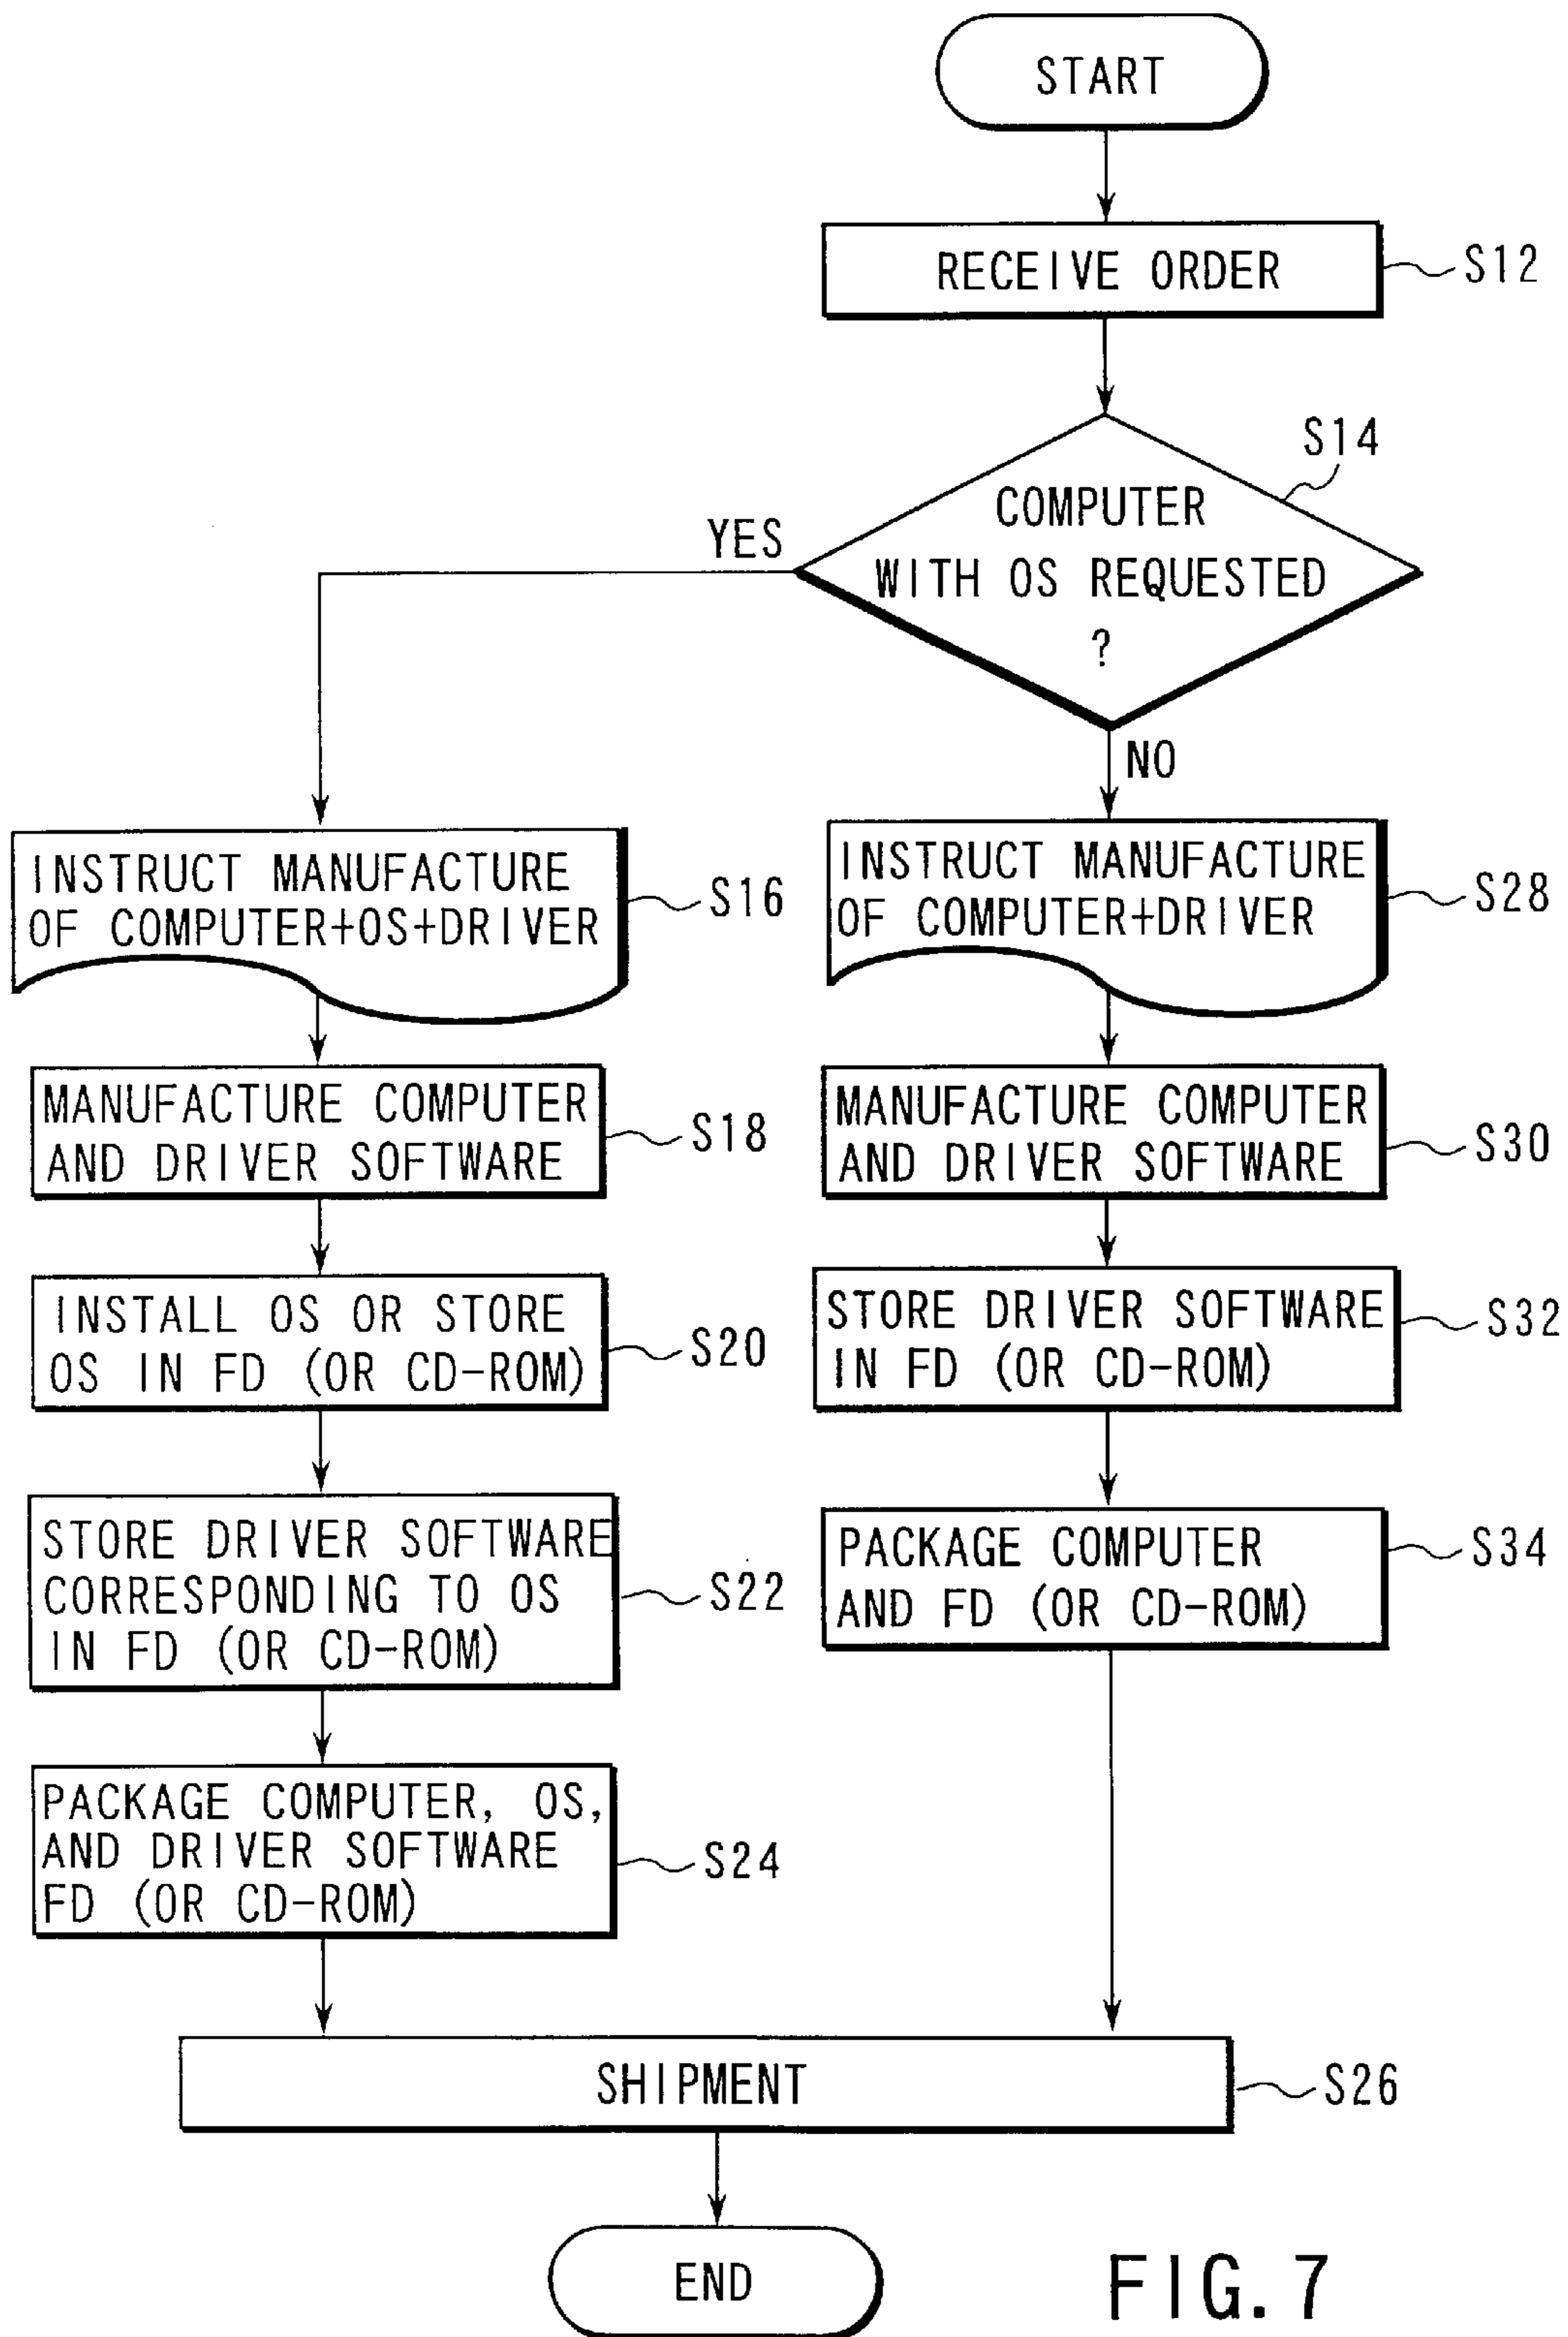 START
RECEIVE ORDER
S12
S14
COMPUTER
WITH OS REQUESTED
?
YES
NO
INSTRUCT MANUFACTURE
OF COMPUTER+OS+DRIVER
S16
MANUFACTURE COMPUTER
AND DRIVER SOFTWARE
S18
INSTALL OS OR STORE
OS IN FD (OR CD-ROM)
S20
STORE DRIVER SOFTWARE
CORRESPONDING TO OS
IN FD (OR CD-ROM)
S22
PACKAGE COMPUTER, OS,
AND DRIVER SOFTWARE
FD (OR CD-ROM)
S24
INSTRUCT MANUFACTURE
OF COMPUTER+DRIVER
S28
MANUFACTURE COMPUTER
AND DRIVER SOFTWARE
S30
STORE DRIVER SOFTWARE
IN FD (OR CD-ROM)
S32
PACKAGE COMPUTER
AND FD (OR CD-ROM)
S34
SHIPMENT
S26
END
FIG. 7